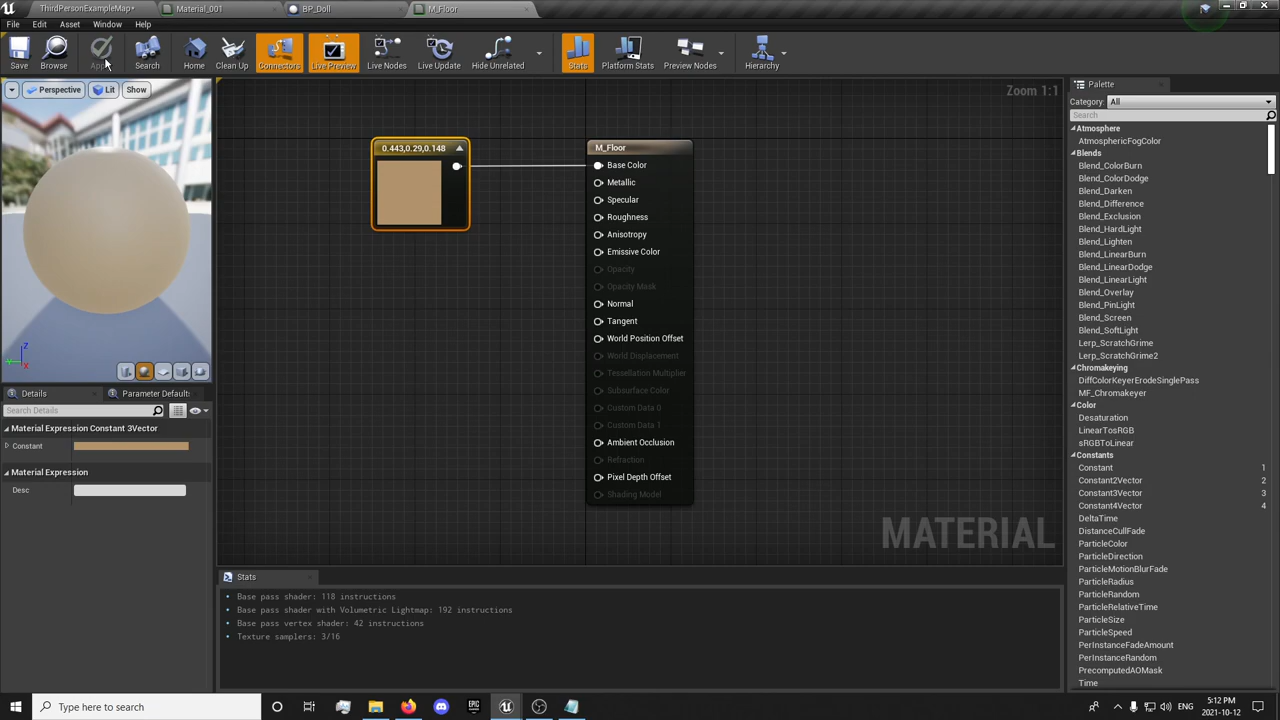 ThirdPersonExampleMap*
Material_001
BP_Doll
M_Floor
File Edit Asset Window Help
Save
Browse
Search
Home
Clean Up
Connectors
Live Preview
Live Nodes
Live Update
Hide Unrelated
Stats
Platform Stats
Preview Nodes
Hierarchy
Perspective
Lit
Show
Zoom 1:1
0.443,0.29,0.148
M_Floor
Base Color
Metallic
Specular
Roughness
Anisotropy
Emissive Color
Opacity
Opacity Mask
Normal
Tangent
World Position Offset
World Displacement
Tessellation Multiplier
Subsurface Color
Custom Data 0
Custom Data 1
Ambient Occlusion
Refraction
Pixel Depth Offset
Shading Model
MATERIAL
Z
X
Details
Parameter Default:
Search Details
Material Expression Constant 3Vector
Constant
Material Expression
Desc
Stats
Base pass shader: 118 instructions
Base pass shader with Volumetric Lightmap: 192 instructions
Base pass vertex shader: 42 instructions
Texture samplers: 3/16
Palette
Category: All
Search
Atmosphere
AtmosphericFogColor
Blends
Blend_ColorBurn
Blend_ColorDodge
Blend_Darken
Blend_Difference
Blend_Exclusion
Blend_HardLight
Blend_Lighten
Blend_LinearBurn
Blend_LinearDodge
Blend_LinearLight
Blend_Overlay
Blend_PinLight
Blend_Screen
Blend_SoftLight
Lerp_ScratchGrime
Lerp_ScratchGrime2
Chromakeying
DiffColorKeyerErodeSinglePass
MF_Chromakeyer
Color
Desaturation
LinearTosRGB
sRGBToLinear
Constants
Constant 1
Constant2Vector 2
Constant3Vector 3
Constant4Vector 4
DeltaTime
DistanceCullFade
ParticleColor
ParticleDirection
ParticleMotionBlurFade
ParticleRadius
ParticleRandom
ParticleRelativeTime
ParticleSize
ParticleSpeed
PerInstanceFadeAmount
PerInstanceRandom
PrecomputedAOMask
Time
Type here to search
EPIC
ENG
5:12 PM
2021-10-12